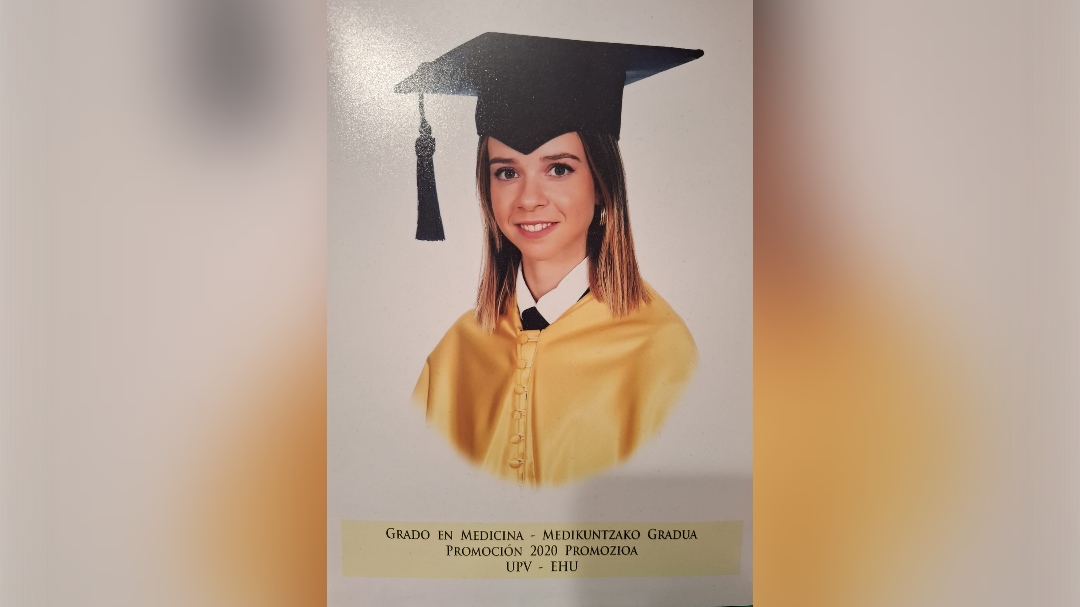 Grado en Medicina - Medikuntzako Gradua
Promoción 2020 Promozioa
UPV - EHU